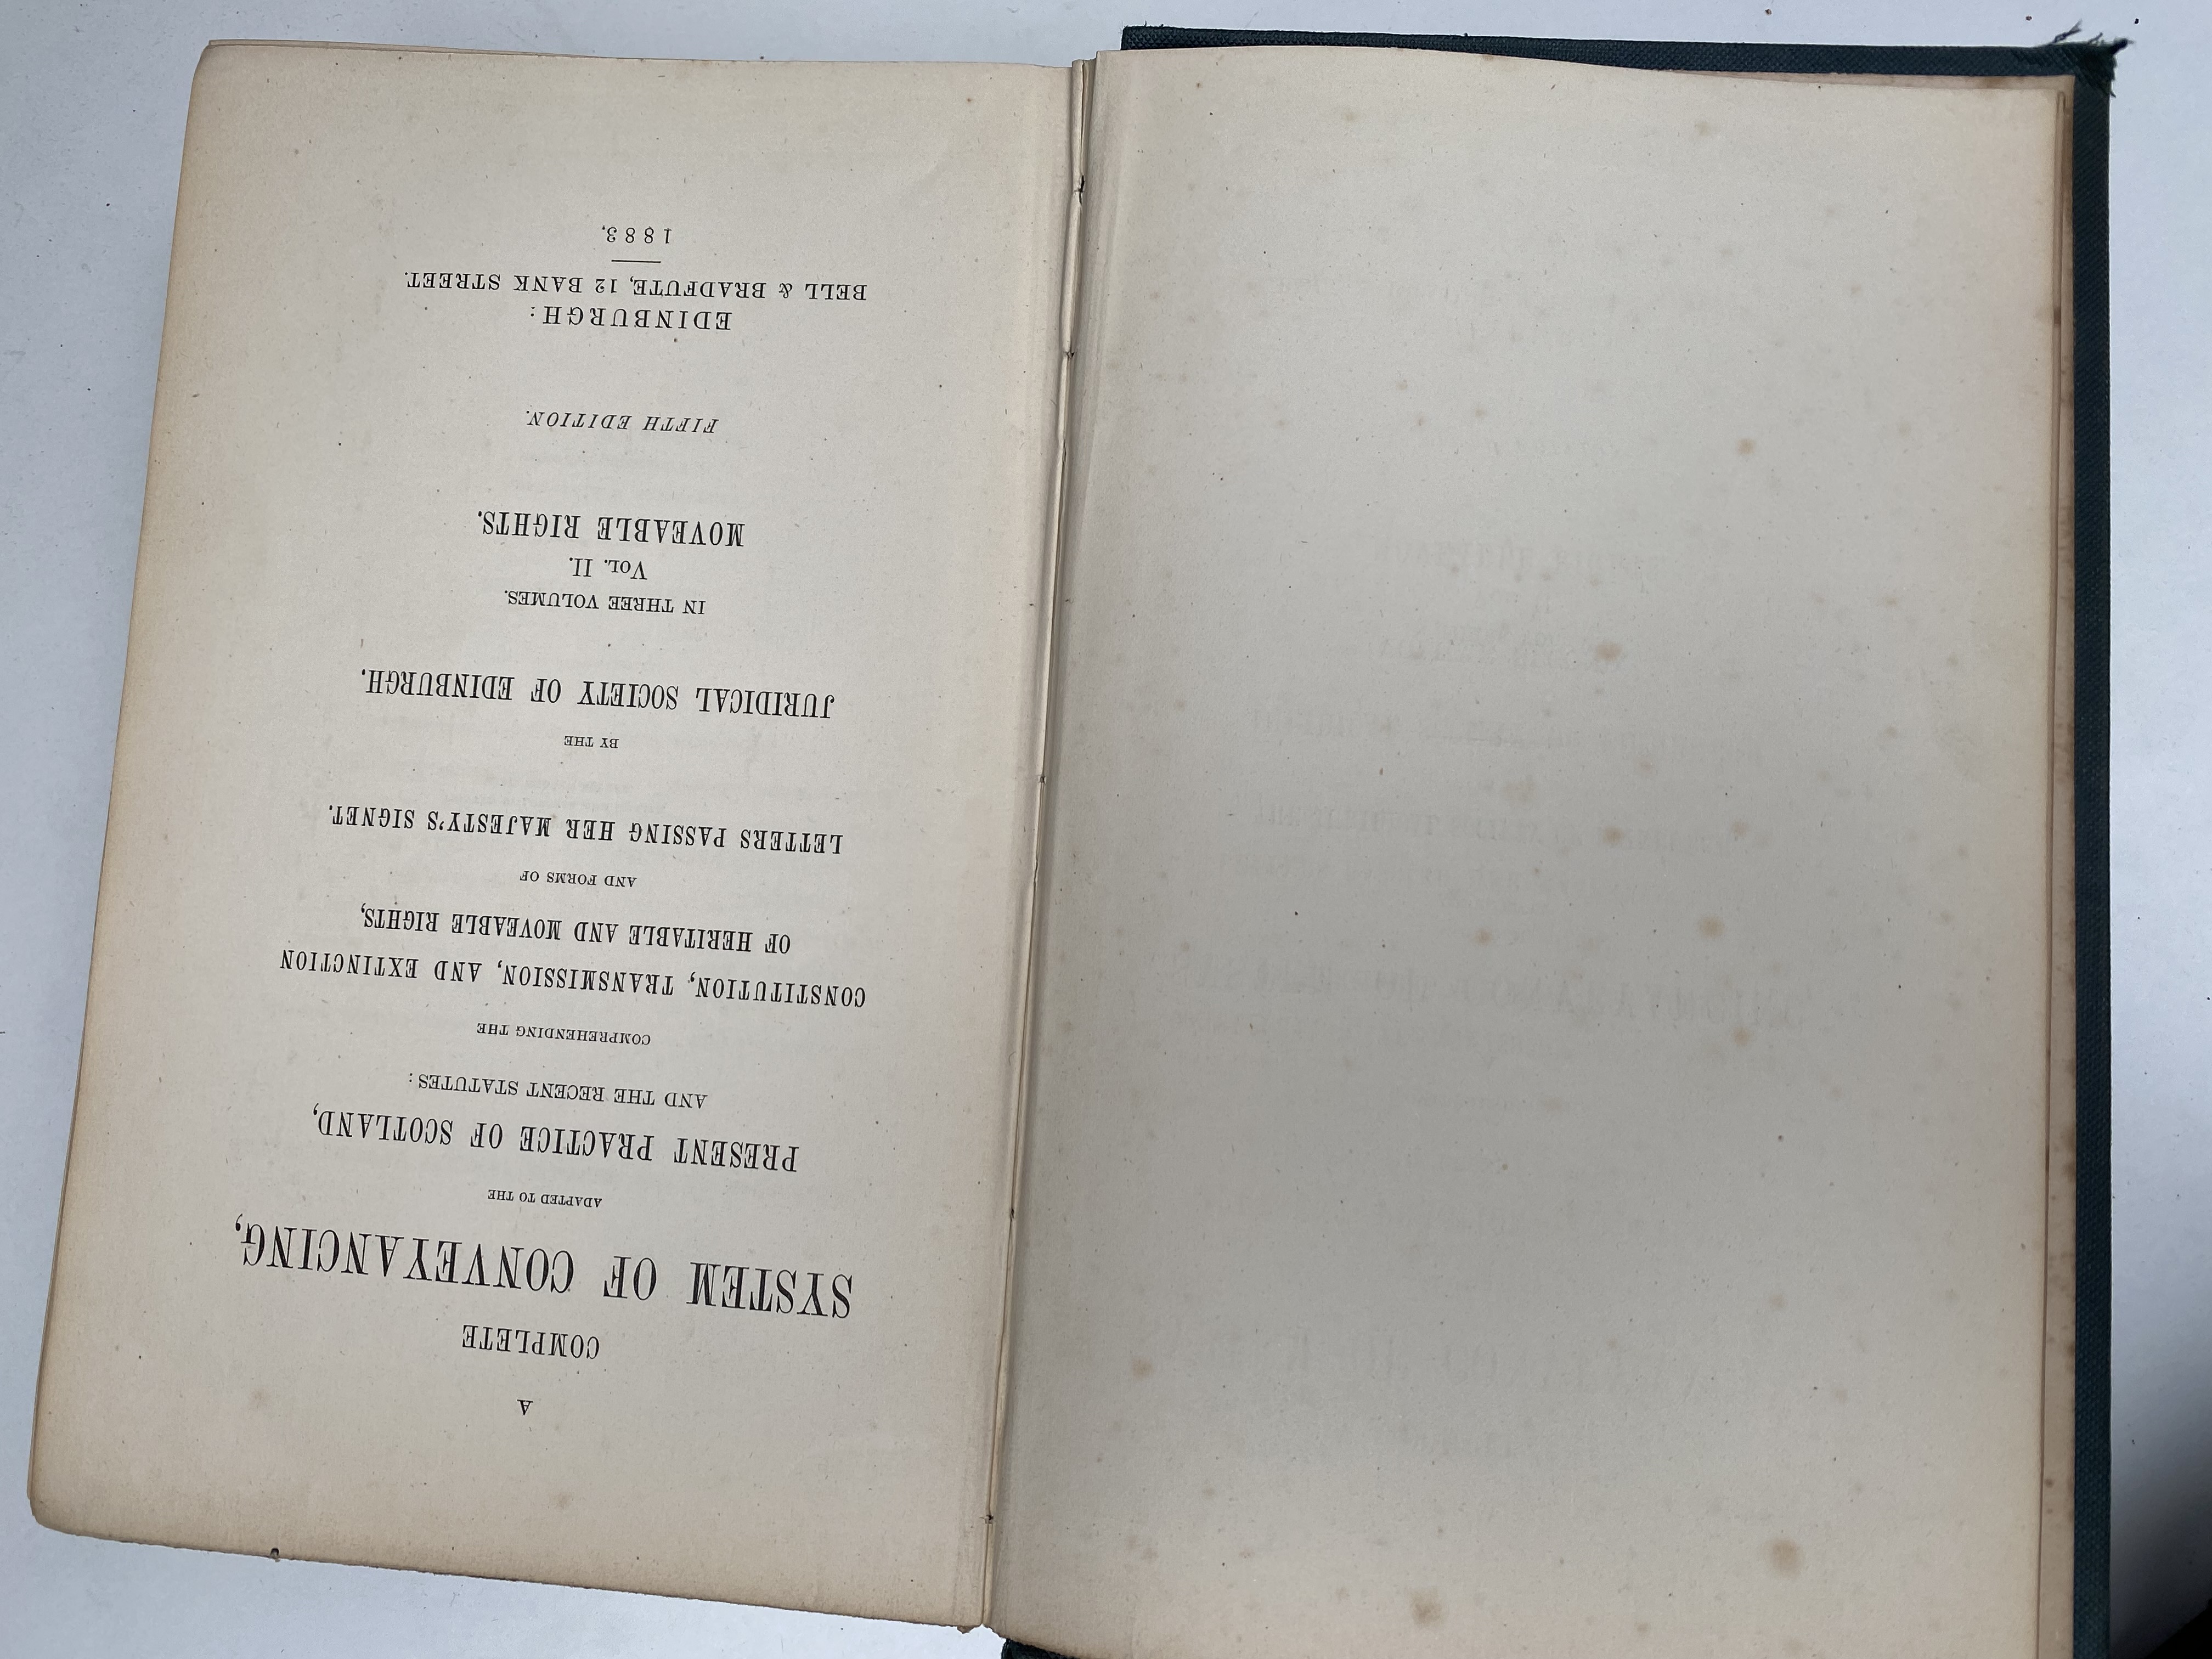 A
COMPLETE
SYSTEM OF CONVEYANCING,
ADAPTED TO THE
PRESENT PRACTICE OF SCOTLAND,
AND THE RECENT STATUTES:
COMPREHENDING THE
CONSTITUTION, TRANSMISSION, AND EXTINCTION
OF HERITABLE AND MOVEABLE RIGHTS,
AND FORMS OF
LETTERS PASSING HER MAJESTY'S SIGNET.
BY THE
JURIDICAL SOCIETY OF EDINBURGH.
IN THREE VOLUMES.
VOL. II.
MOVEABLE RIGHTS.
FIFTH EDITION.
EDINBURGH:
BELL & BRADFUTE, 12 BANK STREET.
1883.